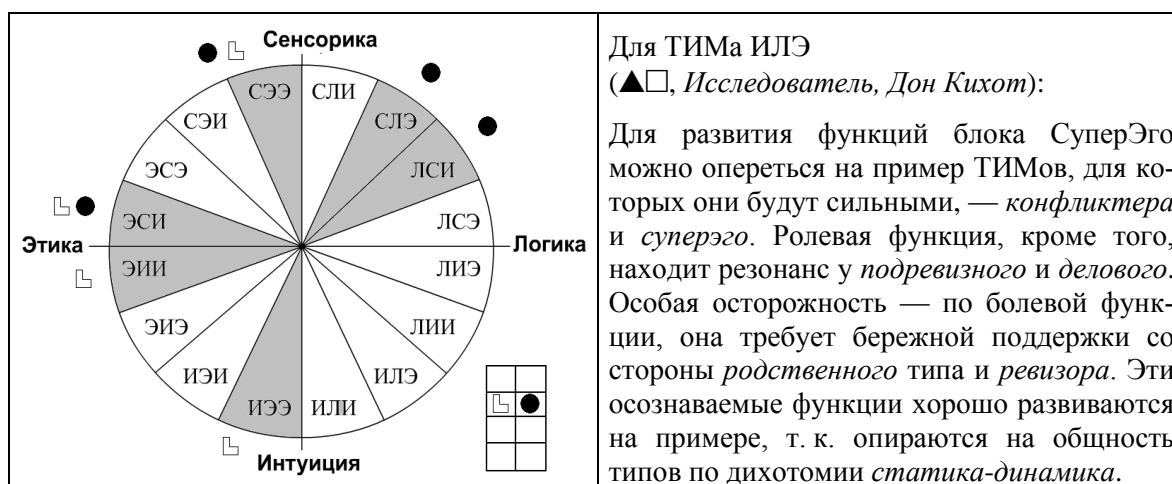 Сенсорика
СЭЭ
СЛИ
СЭИ
СЛЭ
ЭСЭ
ЛСИ
ЭСИ
ЛСЭ
Этика
Логика
ЭИИ
ЛИЭ
ЭИЭ
ЛИИ
ИЭИ
ИЛЭ
ИЭЭ
ИЛИ
Интуиция
Для ТИМа ИЛЭ
(▲□, Исследователь, Дон Кихот):
Для развития функций блока СуперЭго
можно опереться на пример ТИМов, для ко-
торых они будут сильными, — конфликтера
и суперэго. Ролевая функция, кроме того,
находит резонанс у подревизного и делового.
Особая осторожность — по болевой функ-
ции, она требует бережной поддержки со
стороны родственного типа и ревизора. Эти
осознаваемые функции хорошо развиваются
на примере, т. к. опираются на общность
типов по дихотомии статика-динамика.